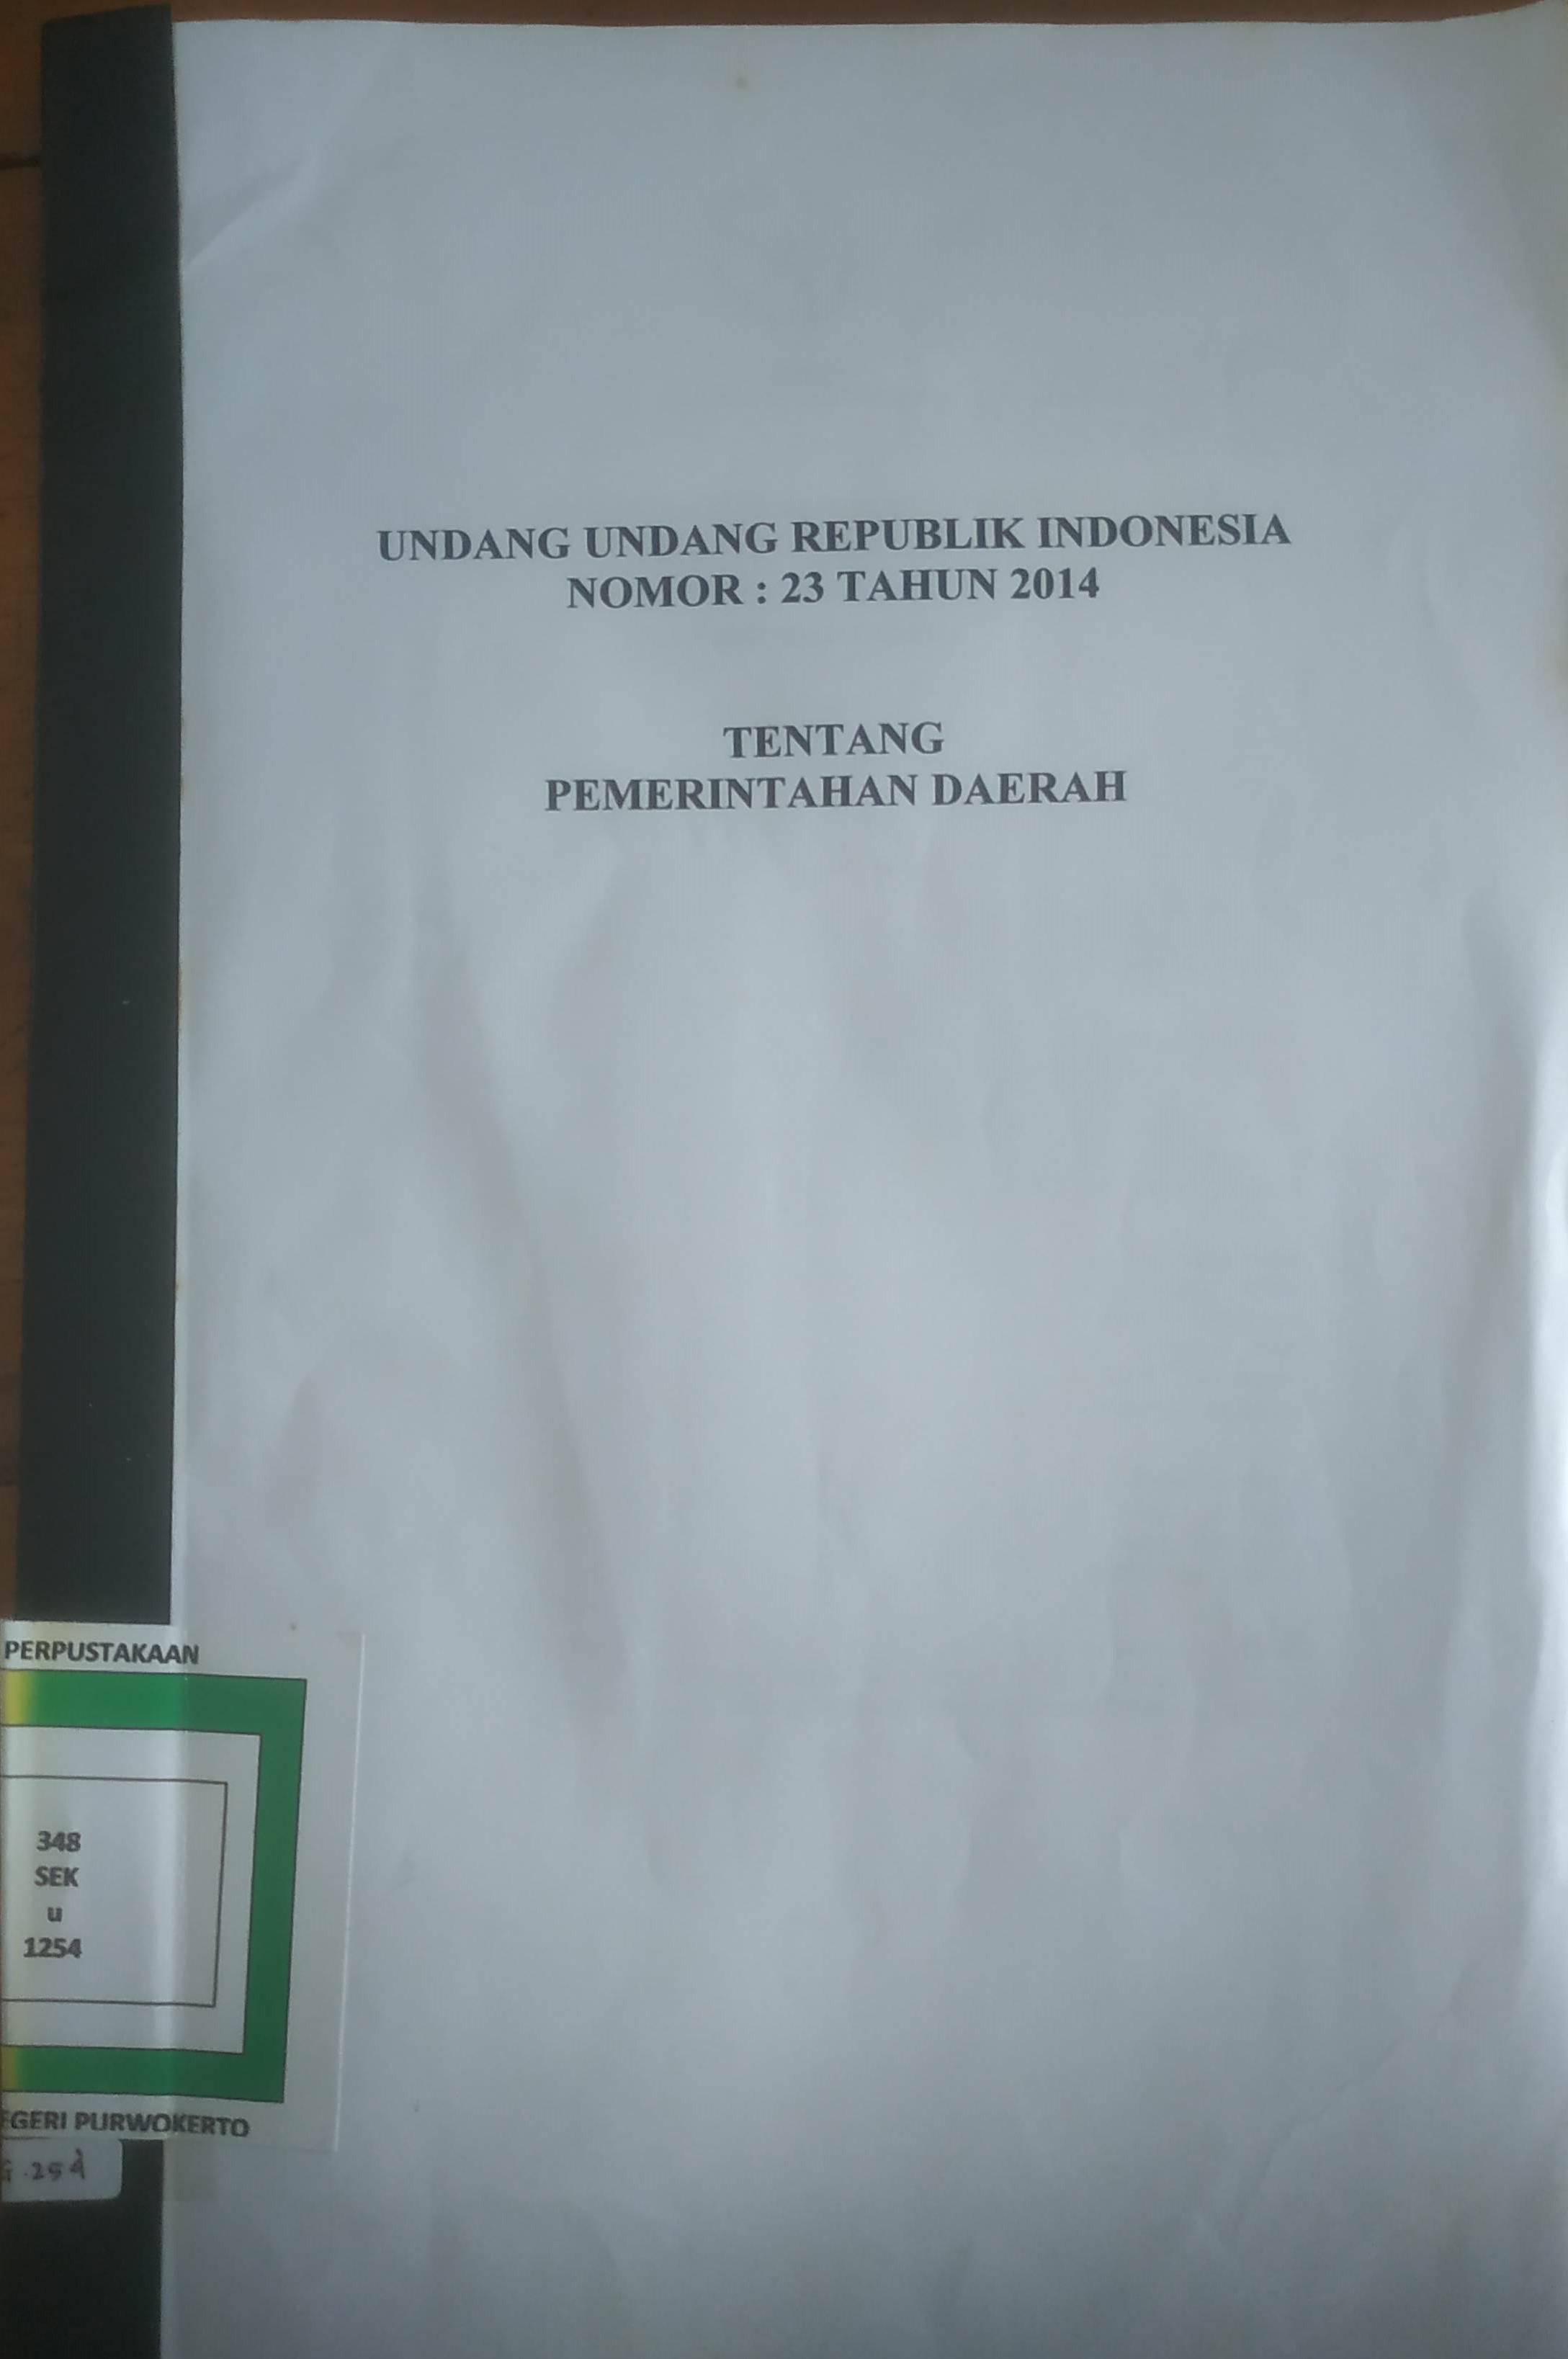 UNDANG UNDANG REPUBLIK INDONESIA
NOMOR : 23 TAHUN 2014
TENTANG
PEMERINTAHAN DAERAH
PERPUSTAKAAN
348
SEK
u
1254
EGERI PURWOKERTO